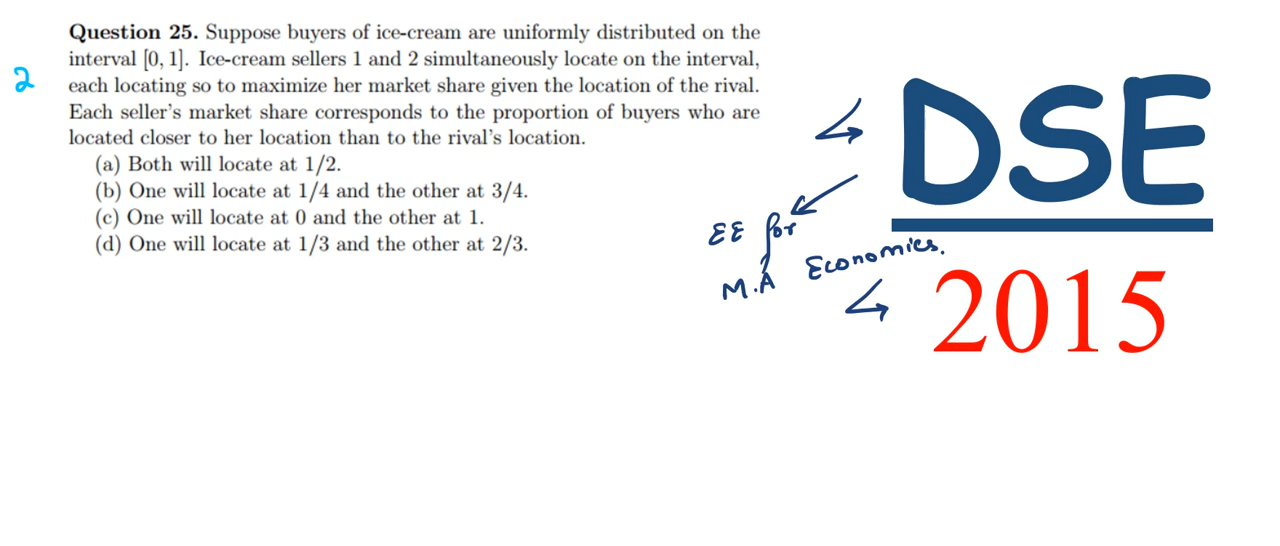 Question 25. Suppose buyers of ice-cream are uniformly distributed on the
interval [0, 1]. Ice-cream sellers 1 and 2 simultaneously locate on the interval,
2 each locating so to maximize her market share given the location of the rival.
Each seller's market share corresponds to the proportion of buyers who are
located closer to her location than to the rival's location.
(a) Both will locate at 1/2.
(b) One will locate at 1/4 and the other at 3/4.
(c) One will locate at 0 and the other at 1.
(d) One will locate at 1/3 and the other at 2/3.
DSE
EE for
M.A Economics.
2015